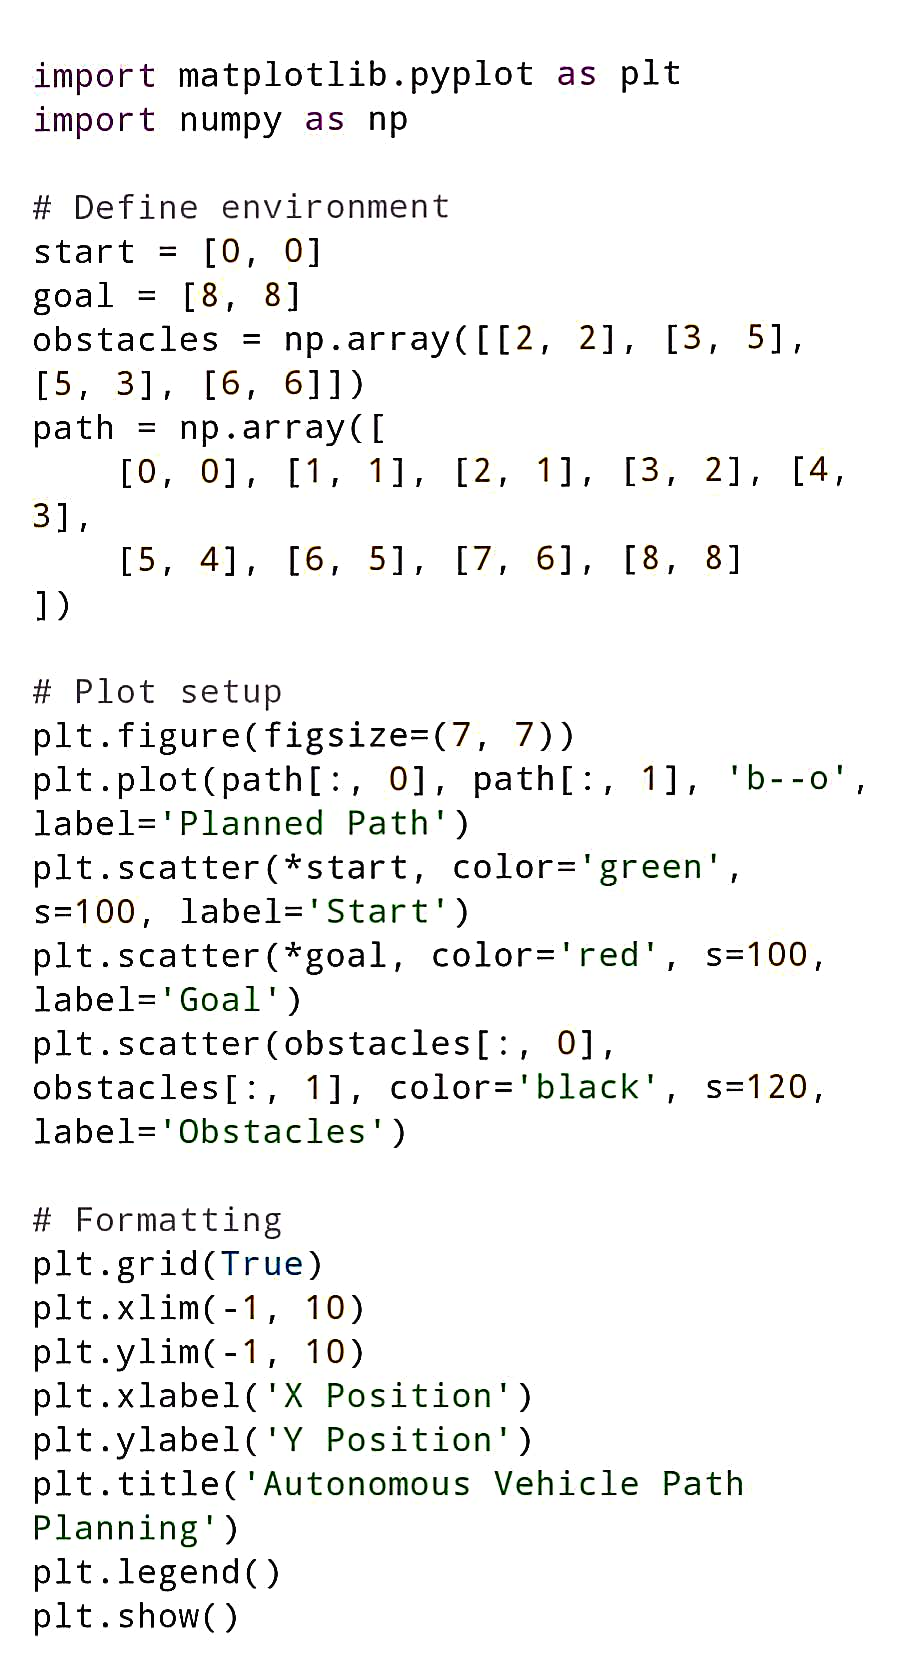 import matplotlib.pyplot as plt
import numpy as np

# Define environment
start = [0, 0]
goal = [8, 8]
obstacles = np.array([[2, 2], [3, 5],
[5, 3], [6, 6]])
path = np.array([
    [0, 0], [1, 1], [2, 1], [3, 2], [4,
3],
    [5, 4], [6, 5], [7, 6], [8, 8]
])

# Plot setup
plt.figure(figsize=(7, 7))
plt.plot(path[:, 0], path[:, 1], 'b--o',
label='Planned Path')
plt.scatter(*start, color='green',
s=100, label='Start')
plt.scatter(*goal, color='red', s=100,
label='Goal')
plt.scatter(obstacles[:, 0],
obstacles[:, 1], color='black', s=120,
label='Obstacles')

# Formatting
plt.grid(True)
plt.xlim(-1, 10)
plt.ylim(-1, 10)
plt.xlabel('X Position')
plt.ylabel('Y Position')
plt.title('Autonomous Vehicle Path
Planning')
plt.legend()
plt.show()